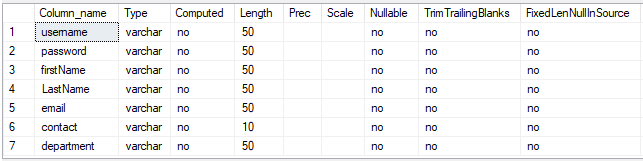 Column_name Type Computed Length Prec Scale Nullable TrimTrailingBlanks FixedLenNullInSource
1 username varchar no 50 no no no
2 password varchar no 50 no no no
3 firstName varchar no 50 no no no
4 LastName varchar no 50 no no no
5 email varchar no 50 no no no
6 contact varchar no 10 no no no
7 department varchar no 50 no no no